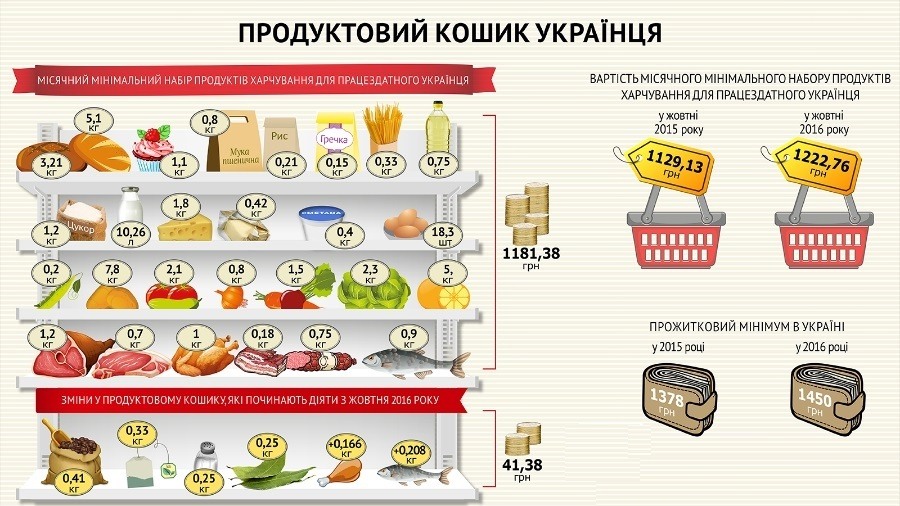 ПРОДУКТОВИЙ КОШИК УКРАЇНЦЯ
МІСЯЧНИЙ МІНІМАЛЬНИЙ НАБІР ПРОДУКТІВ ХАРЧУВАННЯ ДЛЯ ПРАЦЕЗДАТНОГО УКРАЇНЦЯ
5,1
кг
0,8
кг
Мука
пшенична
Рис
Гречка
3,21
кг
1,1
кг
0,21
кг
0,15
кг
0,33
кг
0,75
кг
Цукор
1,8
кг
0,42
кг
СМЕТАНА
1,2
кг
10,26
л
0,4
кг
18,3
шт
0,2
кг
7,8
кг
2,1
кг
0,8
кг
1,5
кг
2,3
кг
5,
кг
1,2
кг
0,7
кг
1
кг
0,18
кг
0,75
кг
0,9
кг
1181,38
грн
ЗМІНИ У ПРОДУКТОВОМУ КОШИКУ,ЯКІ ПОЧИНАЮТЬ ДІЯТИ З ЖОВТНЯ 2016 РОКУ
0,41
кг
0,33
кг
0,25
кг
0,25
кг
+0,166
кг
+0,208
кг
41,38
грн
ВАРТІСТЬ МІСЯЧНОГО МІНІМАЛЬНОГО НАБОРУ ПРОДУКТІВ
ХАРЧУВАННЯ ДЛЯ ПРАЦЕЗДАТНОГО УКРАЇНЦЯ
у жовтні
2015 року
1129,13
грн
у жовтні
2016 року
1222,76
грн
ПРОЖИТКОВИЙ МІНІМУМ В УКРАЇНІ
у 2015 році
1378
грн
у 2016 році
1450
грн